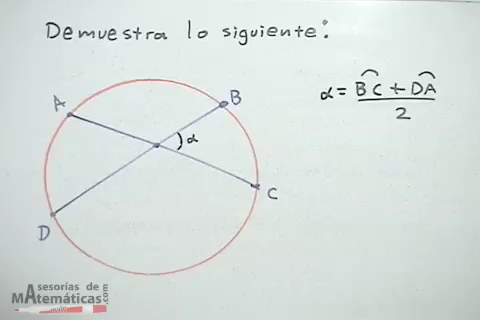 Demuestra lo siguiente:
α = BC + DA
2
A
B
α
C
D
Asesorías de
Matemáticas.com